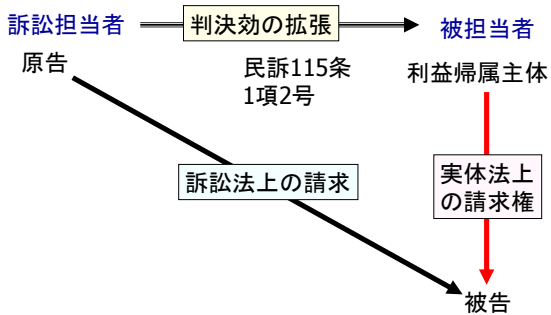 訴訟担当者
判決効の拡張
被担当者
原告
民訴115条
1項2号
利益帰属主体
訴訟法上の請求
実体法上
の請求権
被告